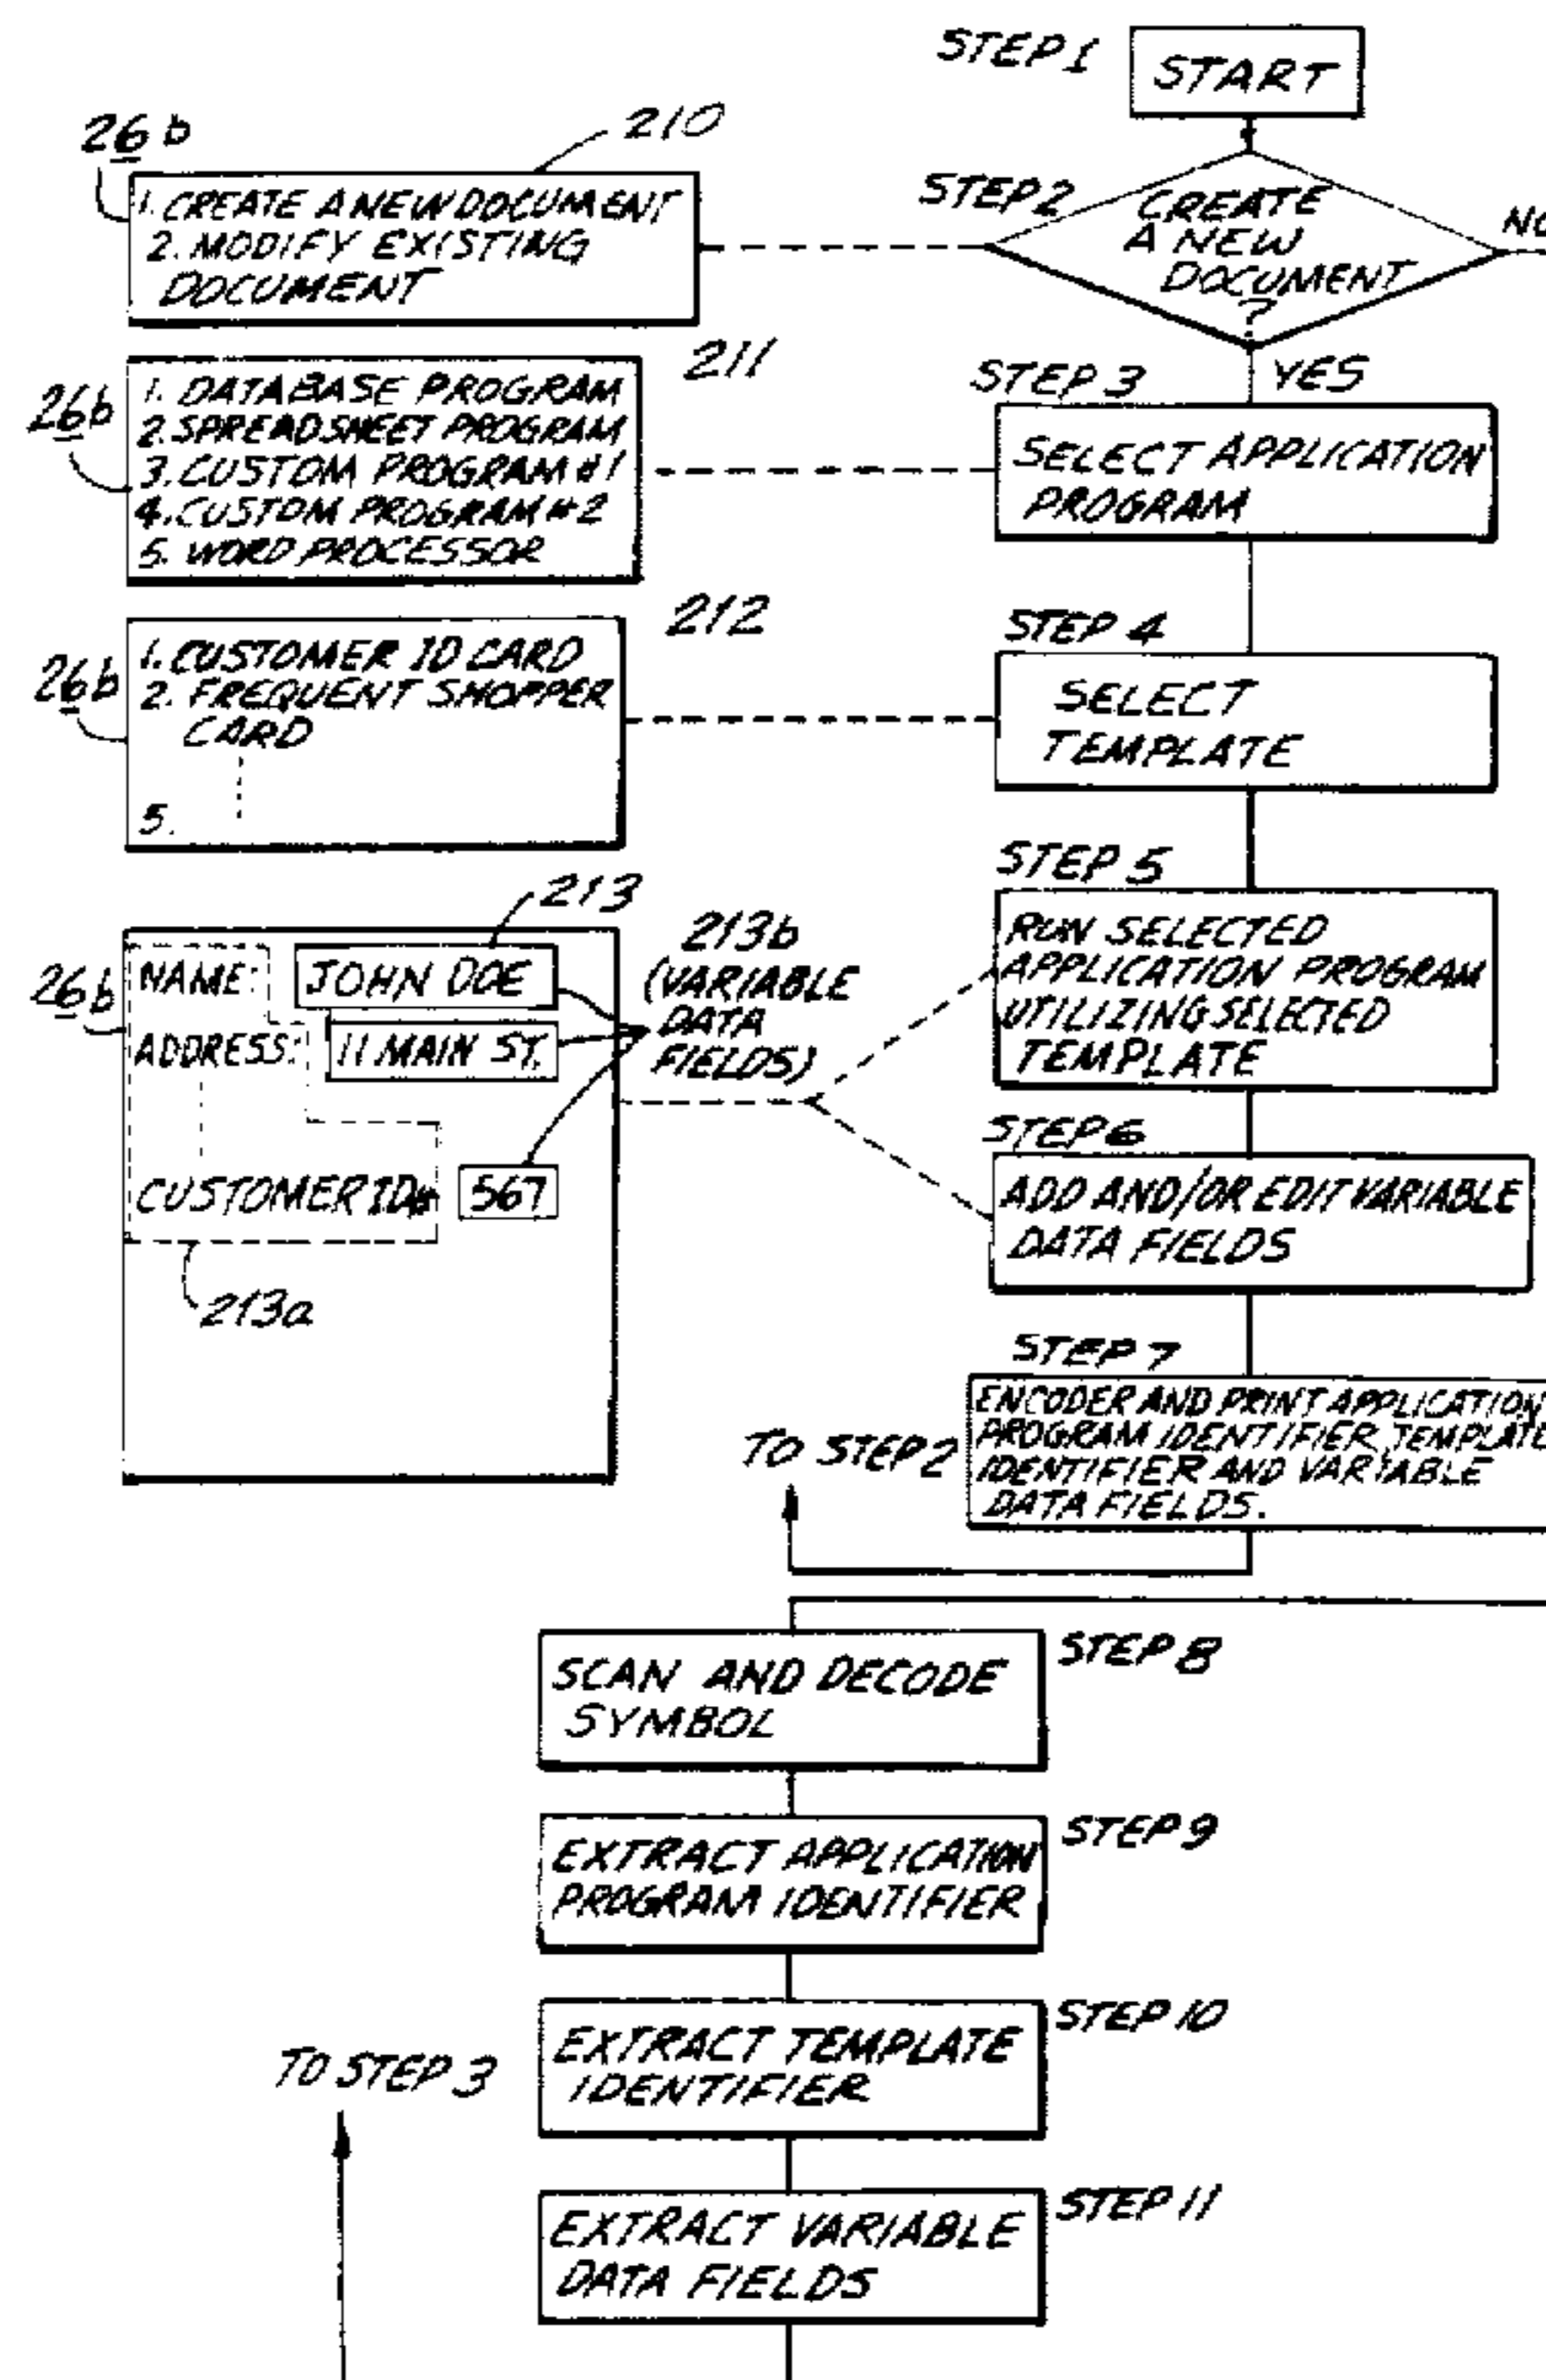 STEP 1
START
26b
210
1. CREATE A NEW DOCUMENT
2. MODIFY EXISTING
DOCUMENT
STEP 2
CREATE
A NEW
DOCUMENT
?
NO
211
26b
1. DATABASE PROGRAM
2. SPREADSHEET PROGRAM
3. CUSTOM PROGRAM #1
4. CUSTOM PROGRAM #2
5. WORD PROCESSOR
STEP 3
YES
SELECT APPLICATION
PROGRAM
212
26b
1. CUSTOMER ID CARD
2. FREQUENT SHOPPER
CARD
5.
STEP 4
SELECT
TEMPLATE
213
26b
NAME:
JOHN DOE
ADDRESS:
11 MAIN ST.
CUSTOMER ID#
567
213a
213b
(VARIABLE
DATA
FIELDS)
STEP 5
RUN SELECTED
APPLICATION PROGRAM
UTILIZING SELECTED
TEMPLATE
STEP 6
ADD AND/OR EDIT VARIABLE
DATA FIELDS
STEP 7
TO STEP 2
ENCODER AND PRINT APPLICATION
PROGRAM IDENTIFIER, TEMPLATE
IDENTIFIER AND VARIABLE
DATA FIELDS.
STEP 8
SCAN AND DECODE
SYMBOL
STEP 9
EXTRACT APPLICATION
PROGRAM IDENTIFIER
STEP 10
EXTRACT TEMPLATE
IDENTIFIER
TO STEP 3
STEP 11
EXTRACT VARIABLE
DATA FIELDS